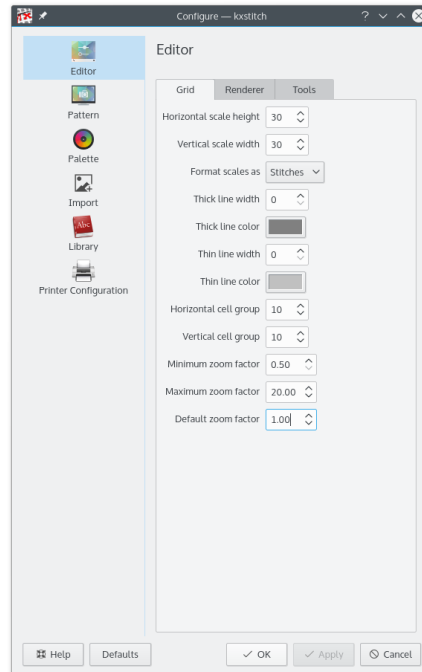 Configure — kxstitch
Editor
Pattern
Palette
Import
Abc
Library
Printer Configuration
Editor
Grid Renderer Tools
Horizontal scale height 30
Vertical scale width 30
Format scales as Stitches
Thick line width 0
Thick line color
Thin line width 0
Thin line color
Horizontal cell group 10
Vertical cell group 10
Minimum zoom factor 0.50
Maximum zoom factor 20.00
Default zoom factor 1.00
Help Defaults OK Apply Cancel